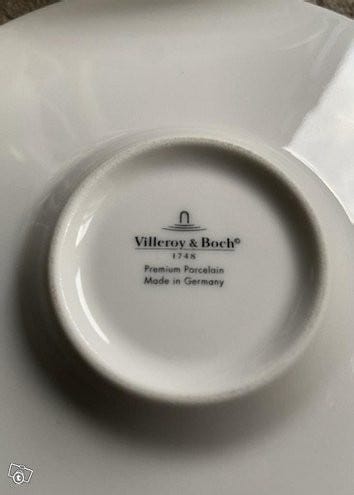 Villeroy & Boch©
1748
Premium Porcelain
Made in Germany